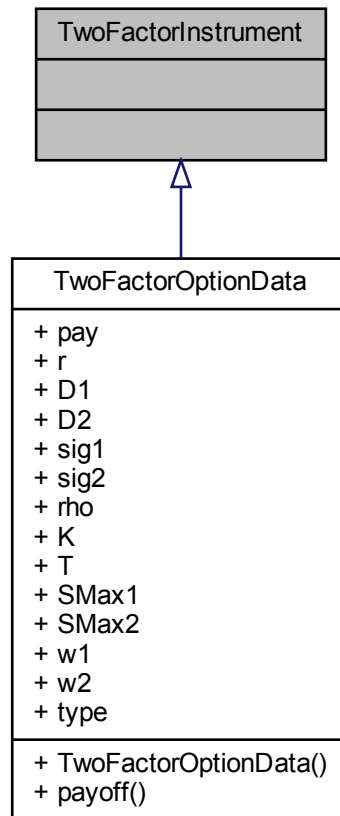 TwoFactorInstrument
TwoFactorOptionData
+ pay
+ r
+ D1
+ D2
+ sig1
+ sig2
+ rho
+ K
+ T
+ SMax1
+ SMax2
+ w1
+ w2
+ type
+ TwoFactorOptionData()
+ payoff()